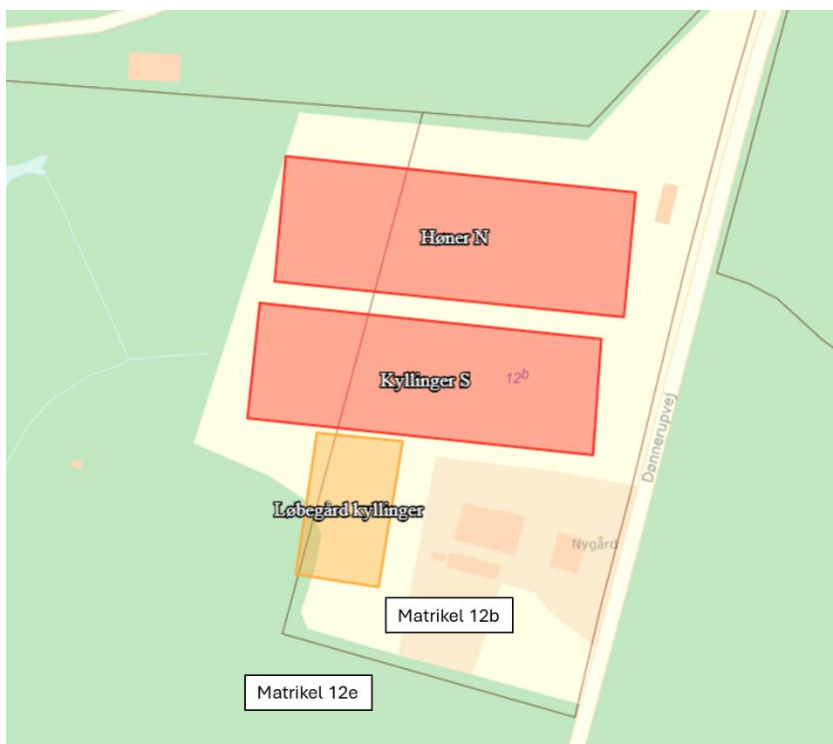 Høner N
Kyllinger S
12b
Dønnerupvej
Løbegård kyllinger
Nygård
Matrikel 12b
Matrikel 12e